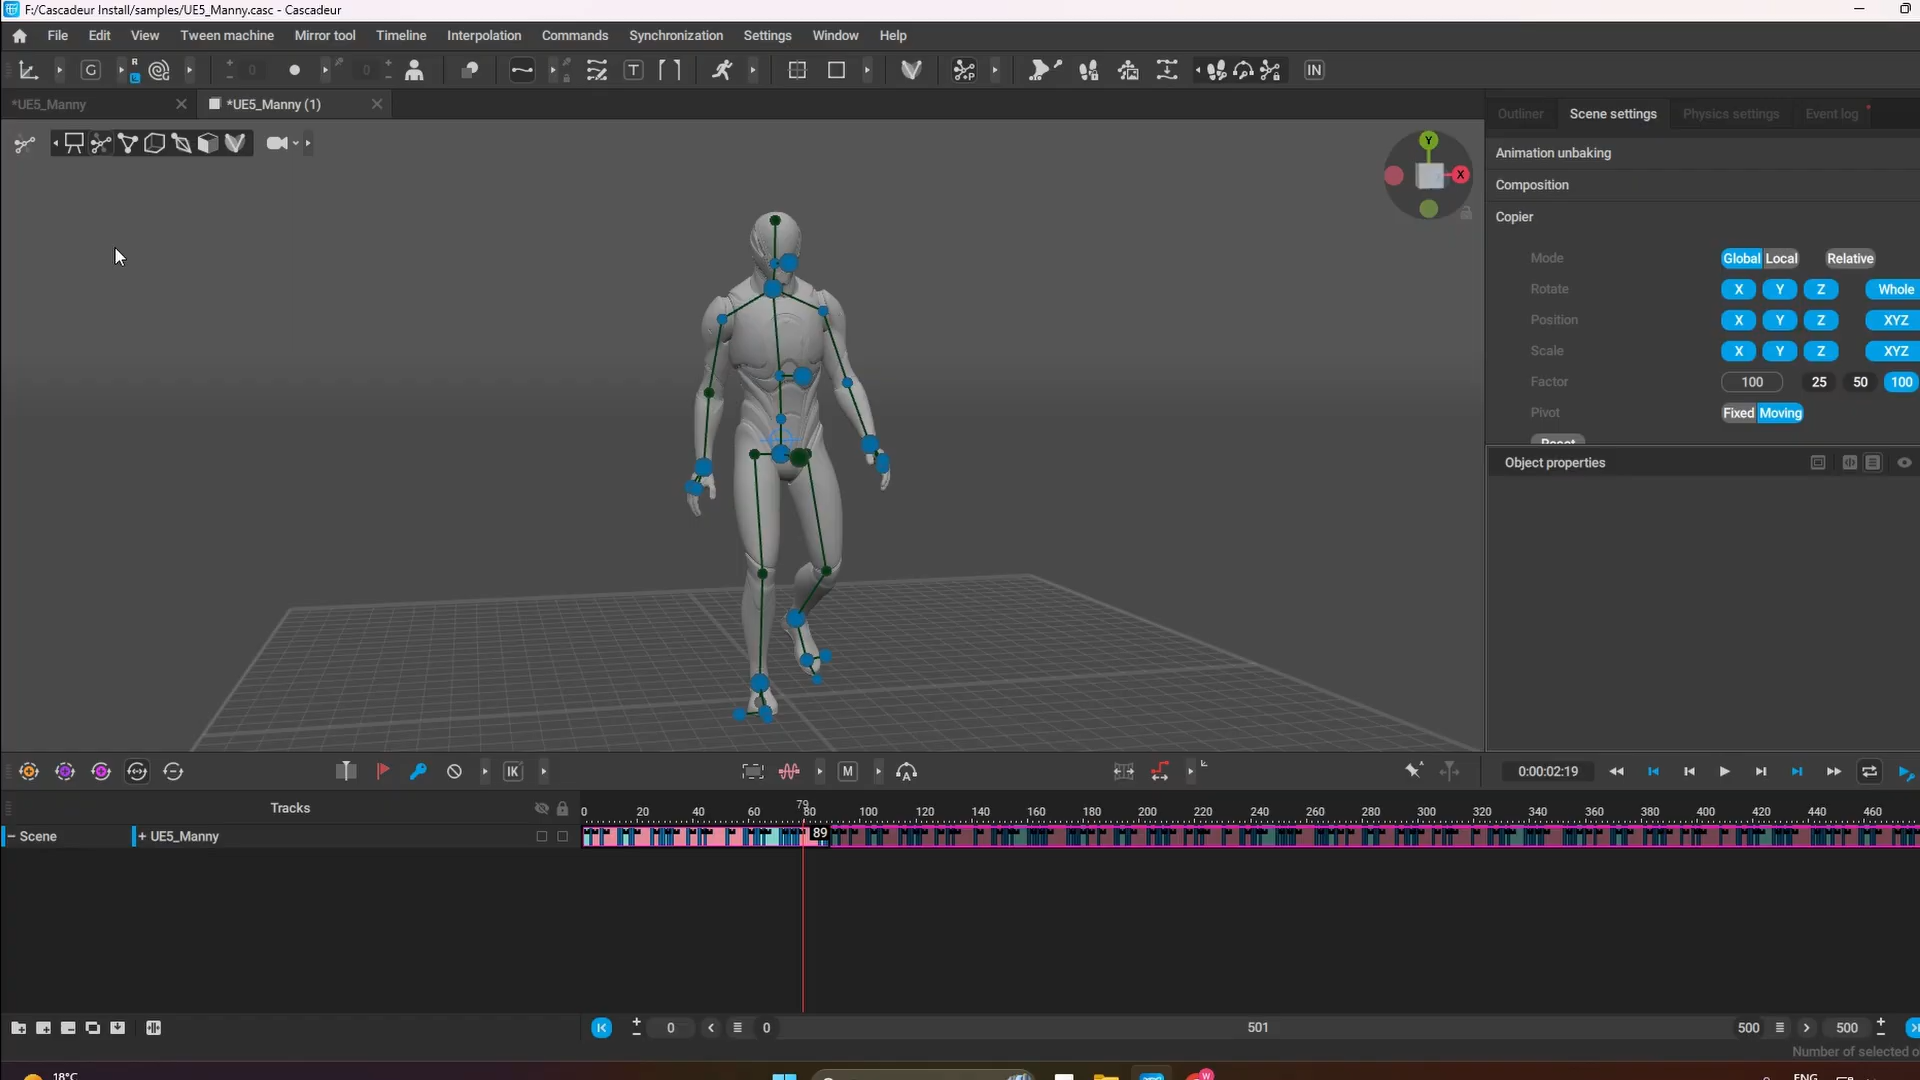 F:/Cascadeur Install/samples/UE5_Manny.casc - Cascadeur
File Edit View Tween machine Mirror tool Timeline Interpolation Commands Synchronization Settings Window Help
G R L 0 0 T P IN
*UE5_Manny *UE5_Manny (1)
Outliner Scene settings Physics settings Event log
Y
X
Animation unbaking
Composition
Copier
Mode Global Local Relative
Rotate X Y Z Whole
Position X Y Z XYZ
Scale X Y Z XYZ
Factor 100 25 50 100
Pivot Fixed Moving
Reset
Object properties
IK M A 0:00:02:19
Tracks
0 20 40 60 79 80 100 120 140 160 180 200 220 240 260 280 300 320 340 360 380 400 420 440 460
Scene + UE5_Manny 89
0 0 501 500 500
Number of selected o
18°C
W
ENG